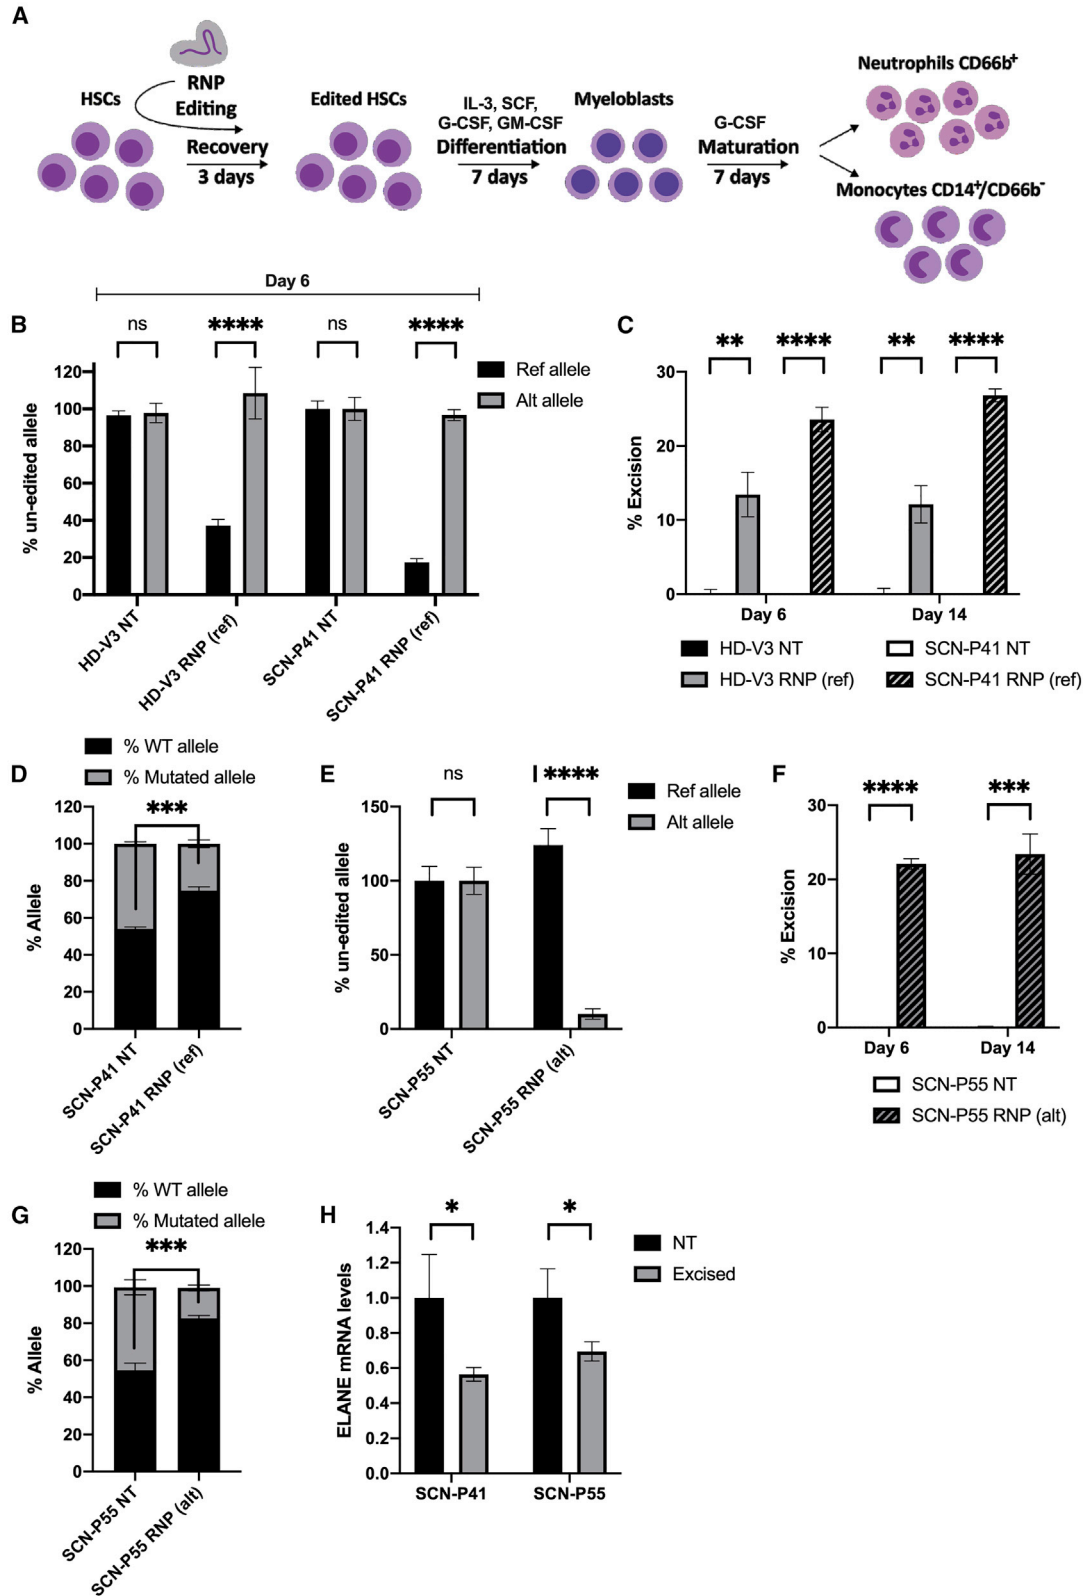 A
RNP
Editing
HSCs
Recovery
3 days
Edited HSCs
IL-3, SCF,
G-CSF, GM-CSF
Differentiation
7 days
Myeloblasts
G-CSF
Maturation
7 days
Neutrophils CD66b+
Monocytes CD14+/CD66b-
Day 6
B
ns
****
ns
****
Ref allele
Alt allele
% un-edited allele
120
100
80
60
40
20
0
HD-V3 NT
HD-V3 RNP (ref)
SCN-P41 NT
SCN-P41 RNP (ref)
C
**
****
**
****
% Excision
30
20
10
0
Day 6
Day 14
HD-V3 NT
SCN-P41 NT
HD-V3 RNP (ref)
SCN-P41 RNP (ref)
D
% WT allele
% Mutated allele
***
% Allele
120
100
80
60
40
20
0
SCN-P41 NT
SCN-P41 RNP (ref)
E
ns
****
Ref allele
Alt allele
% un-edited allele
150
100
50
0
SCN-P55 NT
SCN-P55 RNP (alt)
F
****
***
% Excision
30
20
10
0
Day 6
Day 14
SCN-P55 NT
SCN-P55 RNP (alt)
G
% WT allele
% Mutated allele
***
% Allele
120
100
80
60
40
20
0
SCN-P55 NT
SCN-P55 RNP (alt)
H
*
*
NT
Excised
ELANE mRNA levels
1.4
1.2
1.0
0.8
0.6
0.4
0.2
0.0
SCN-P41
SCN-P55